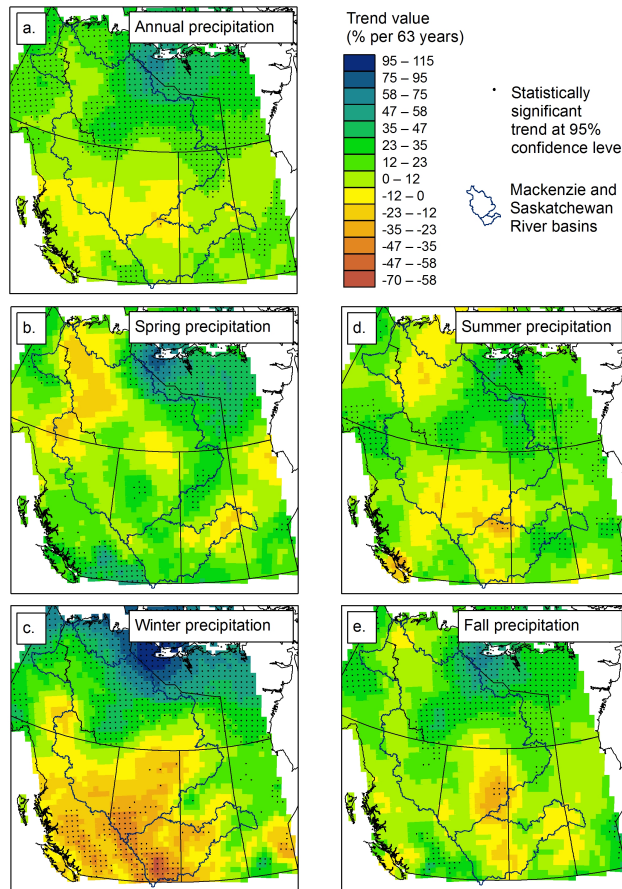 a.
Annual precipitation
Trend value
(% per 63 years)
95 – 115
75 – 95
58 – 75
47 – 58
35 – 47
23 – 35
12 – 23
0 – 12
-12 – 0
-23 – -12
-35 – -23
-47 – -35
-47 – -58
-70 – -58
Statistically
significant
trend at 95%
confidence level
Mackenzie and
Saskatchewan
River basins
b.
Spring precipitation
d.
Summer precipitation
c.
Winter precipitation
e.
Fall precipitation